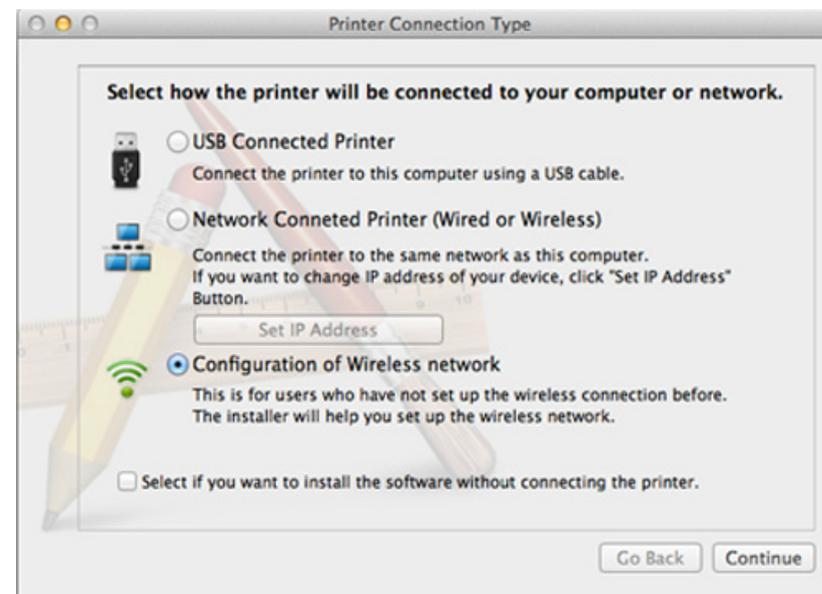 Printer Connection Type
Select how the printer will be connected to your computer or network.
USB Connected Printer
Connect the printer to this computer using a USB cable.
Network Conneted Printer (Wired or Wireless)
Connect the printer to the same network as this computer.
If you want to change IP address of your device, click "Set IP Address"
Button.
Set IP Address
Configuration of Wireless network
This is for users who have not set up the wireless connection before.
The installer will help you set up the wireless network.
Select if you want to install the software without connecting the printer.
Go Back Continue